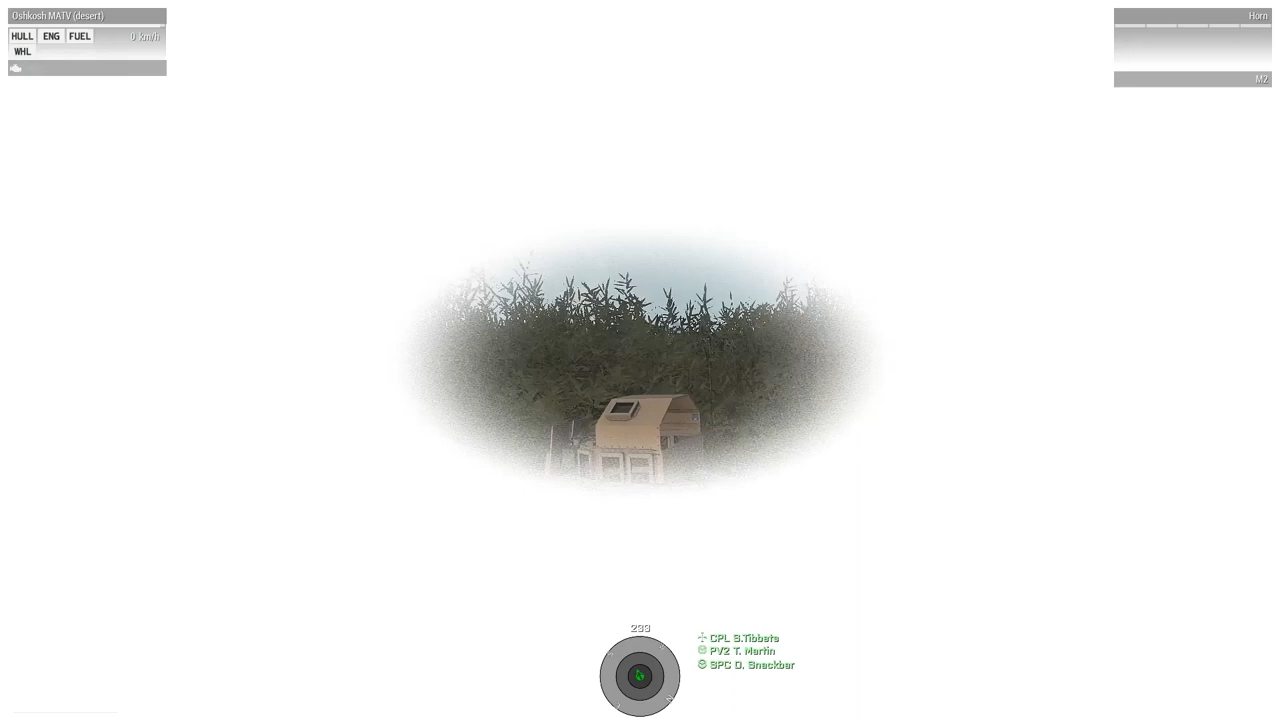 Oshkosh MATV (desert)
HULL ENG FUEL 0 km/h
WHL
Horn
M2
233
CPL S.Tibbets
PV2 T. Martin
SPC D. Snackbar